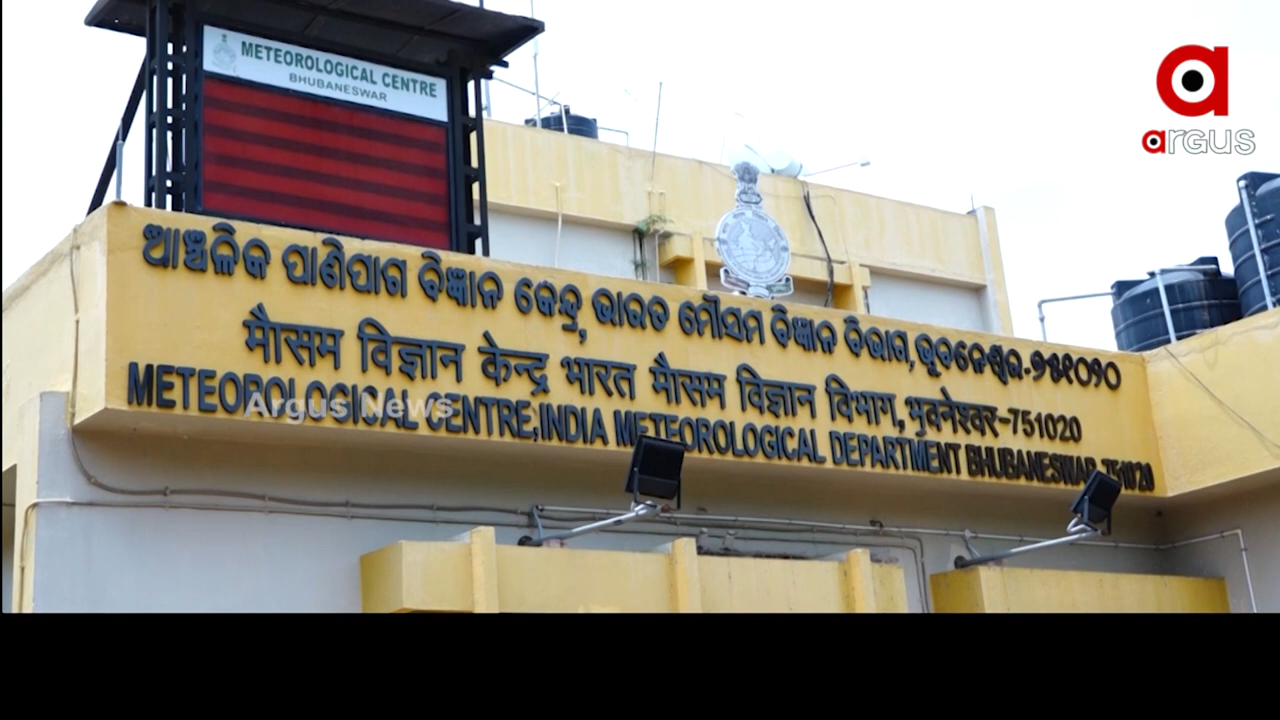 METEOROLOGICAL CENTRE
BHUBANESWAR
argus
ଆଞ୍ଚଳିକ ପାଣିପାଗ ବିଜ୍ଞାନ କେନ୍ଦ୍ର, ଭାରତ ମୌସମ ବିଜ୍ଞାନ ବିଭାଗ, ଭୁବନେଶ୍ୱର-୭୫୧୦୨୦
मौसम विज्ञान केन्द्र भारत मौसम विज्ञान विभाग, भुवनेश्वर-751020
METEOROLOGICAL CENTRE,INDIA METEOROLOGICAL DEPARTMENT BHUBANESWAR-751020
Argus News